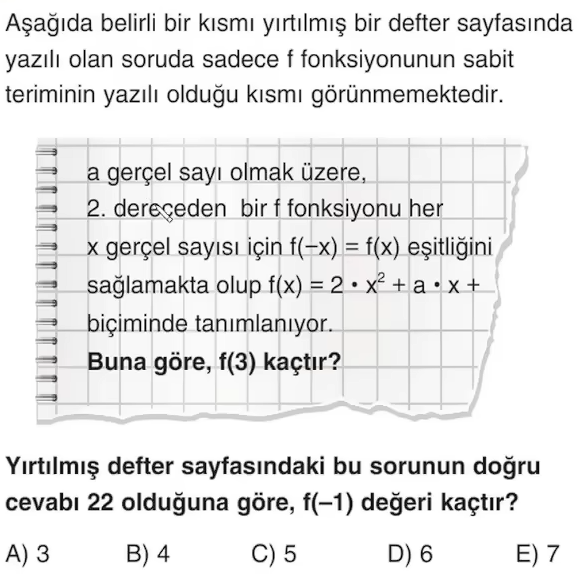 Aşağıda belirli bir kısmı yırtılmış bir defter sayfasında
yazılı olan soruda sadece f fonksiyonunun sabit
teriminin yazılı olduğu kısmı görünmemektedir.
a gerçel sayı olmak üzere,
2. dereceden bir f fonksiyonu her
x gerçel sayısı için f(−x) = f(x) eşitliğini
sağlamakta olup f(x) = 2 • x² + a • x +
biçiminde tanımlanıyor.
Buna göre, f(3) kaçtır?
Yırtılmış defter sayfasındaki bu sorunun doğru
cevabı 22 olduğuna göre, f(−1) değeri kaçtır?
A) 3 B) 4 C) 5 D) 6 E) 7